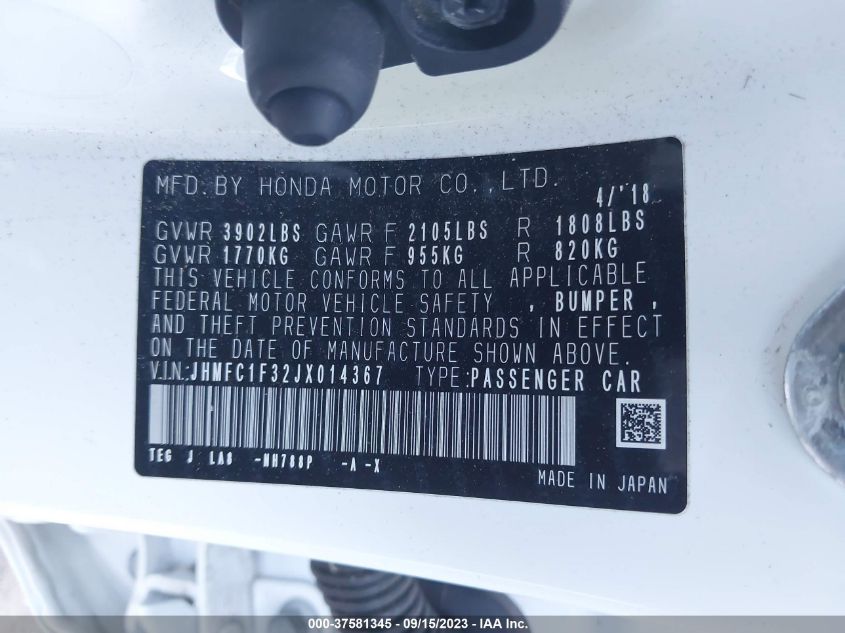 MFD. BY HONDA MOTOR CO., LTD. 4/'18
GVWR 3902LBS GAWR F 2105LBS R 1808LBS
GVWR 1770KG GAWR F 955KG R 820KG
THIS VEHICLE CONFORMS TO ALL APPLICABLE
FEDERAL MOTOR VEHICLE SAFETY , BUMPER ,
AND THEFT PREVENTION STANDARDS IN EFFECT
ON THE DATE OF MANUFACTURE SHOWN ABOVE.
V.I.N.:JHMFC1F32JX014367 TYPE:PASSENGER CAR
TEG J LA8 -NH788P -A -X
MADE IN JAPAN
000-37581345 - 09/15/2023 - IAA